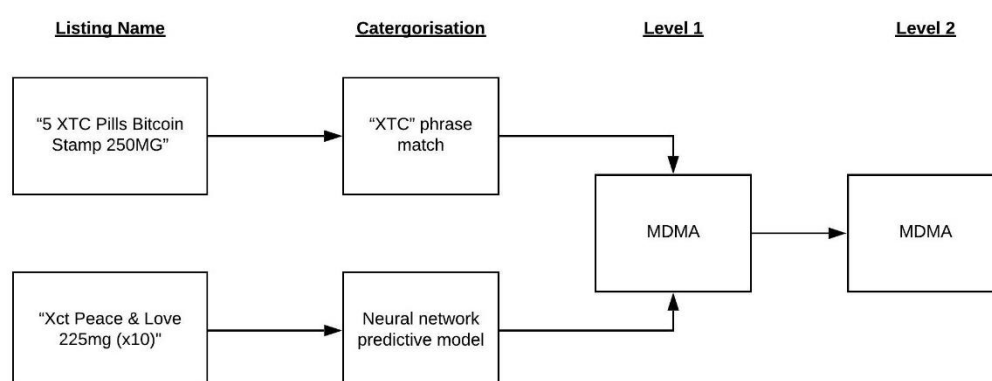 Listing Name
Catergorisation
Level 1
Level 2
“5 XTC Pills Bitcoin
Stamp 250MG”
“XTC” phrase
match
MDMA
MDMA
"Xct Peace & Love
225mg (x10)"
Neural network
predictive model